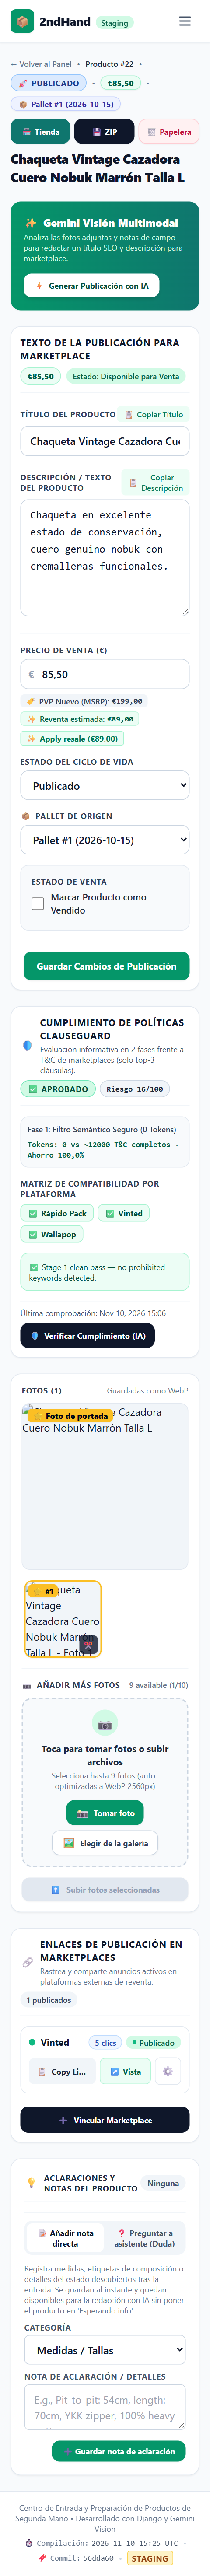 2ndHand Staging
← Volver al Panel • Producto #22 •
🚀 PUBLICADO • €85,50 •
📦 Pallet #1 (2026-10-15)
Tienda ZIP Papelera
Chaqueta Vintage Cazadora
Cuero Nobuk Marrón Talla L
✨ Gemini Visión Multimodal
Analiza las fotos adjuntas y notas de campo
para redactar un título SEO y descripción para
marketplace.
Generar Publicación con IA
TEXTO DE LA PUBLICACIÓN PARA
MARKETPLACE
€85,50 Estado: Disponible para Venta
TÍTULO DEL PRODUCTO Copiar Título
Chaqueta Vintage Cazadora Cue
DESCRIPCIÓN / TEXTO
DEL PRODUCTO
Copiar
Descripción
Chaqueta en excelente
estado de conservación,
cuero genuino nobuk con
cremalleras funcionales.
PRECIO DE VENTA (€)
€ 85,50
PVP Nuevo (MSRP): €199,00
✨ Reventa estimada: €89,00
✨ Apply resale (€89,00)
ESTADO DEL CICLO DE VIDA
Publicado
📦 PALLET DE ORIGEN
Pallet #1 (2026-10-15)
ESTADO DE VENTA
Marcar Producto como
Vendido
Guardar Cambios de Publicación
CUMPLIMIENTO DE POLÍTICAS
CLAUSEGUARD
Evaluación informativa en 2 fases frente a
T&C de marketplaces (solo top-3
cláusulas).
✅ APROBADO Riesgo 16/100
Fase 1: Filtro Semántico Seguro (0 Tokens)
Tokens: 0 vs ~12000 T&C completos ·
Ahorro 100,0%
MATRIZ DE COMPATIBILIDAD POR
PLATAFORMA
✅ Rápido Pack ✅ Vinted
✅ Wallapop
✅ Stage 1 clean pass — no prohibited
keywords detected.
Última comprobación: Nov 10, 2026 15:06
Verificar Cumplimiento (IA)
FOTOS (1) Guardadas como WebP
Foto de portada
Cazadora
Cuero Nobuk Marrón Talla L
#1
Vintage
Cazadora Cuero
Nobuk
Talla L - Foto
AÑADIR MÁS FOTOS 9 available (1/10)
Toca para tomar fotos o subir
archivos
Selecciona hasta 9 fotos (auto-
optimizadas a WebP 2560px)
Tomar foto
Elegir de la galería
Subir fotos seleccionadas
ENLACES DE PUBLICACIÓN EN
MARKETPLACES
Rastrea y comparte anuncios activos en
plataformas externas de reventa.
1 publicados
Vinted 5 clics Publicado
Copy Li... Vista
Vincular Marketplace
ACLARACIONES Y
NOTAS DEL PRODUCTO
Ninguna
Añadir nota
directa
Preguntar a
asistente (Duda)
Registra medidas, etiquetas de composición o
detalles del estado descubiertos tras la
entrada. Se guardan al instante y quedan
disponibles para la redacción con IA sin poner
el producto en 'Esperando info'.
CATEGORÍA
Medidas / Tallas
NOTA DE ACLARACIÓN / DETALLES
E.g., Pit-to-pit: 54cm, length:
70cm, YKK zipper, 100% heavy
Guardar nota de aclaración
Centro de Entrada y Preparación de Productos de
Segunda Mano • Desarrollado con Django y Gemini
Vision
Compilación: 2026-11-10 15:25 UTC ·
Commit: 56dda60 · STAGING